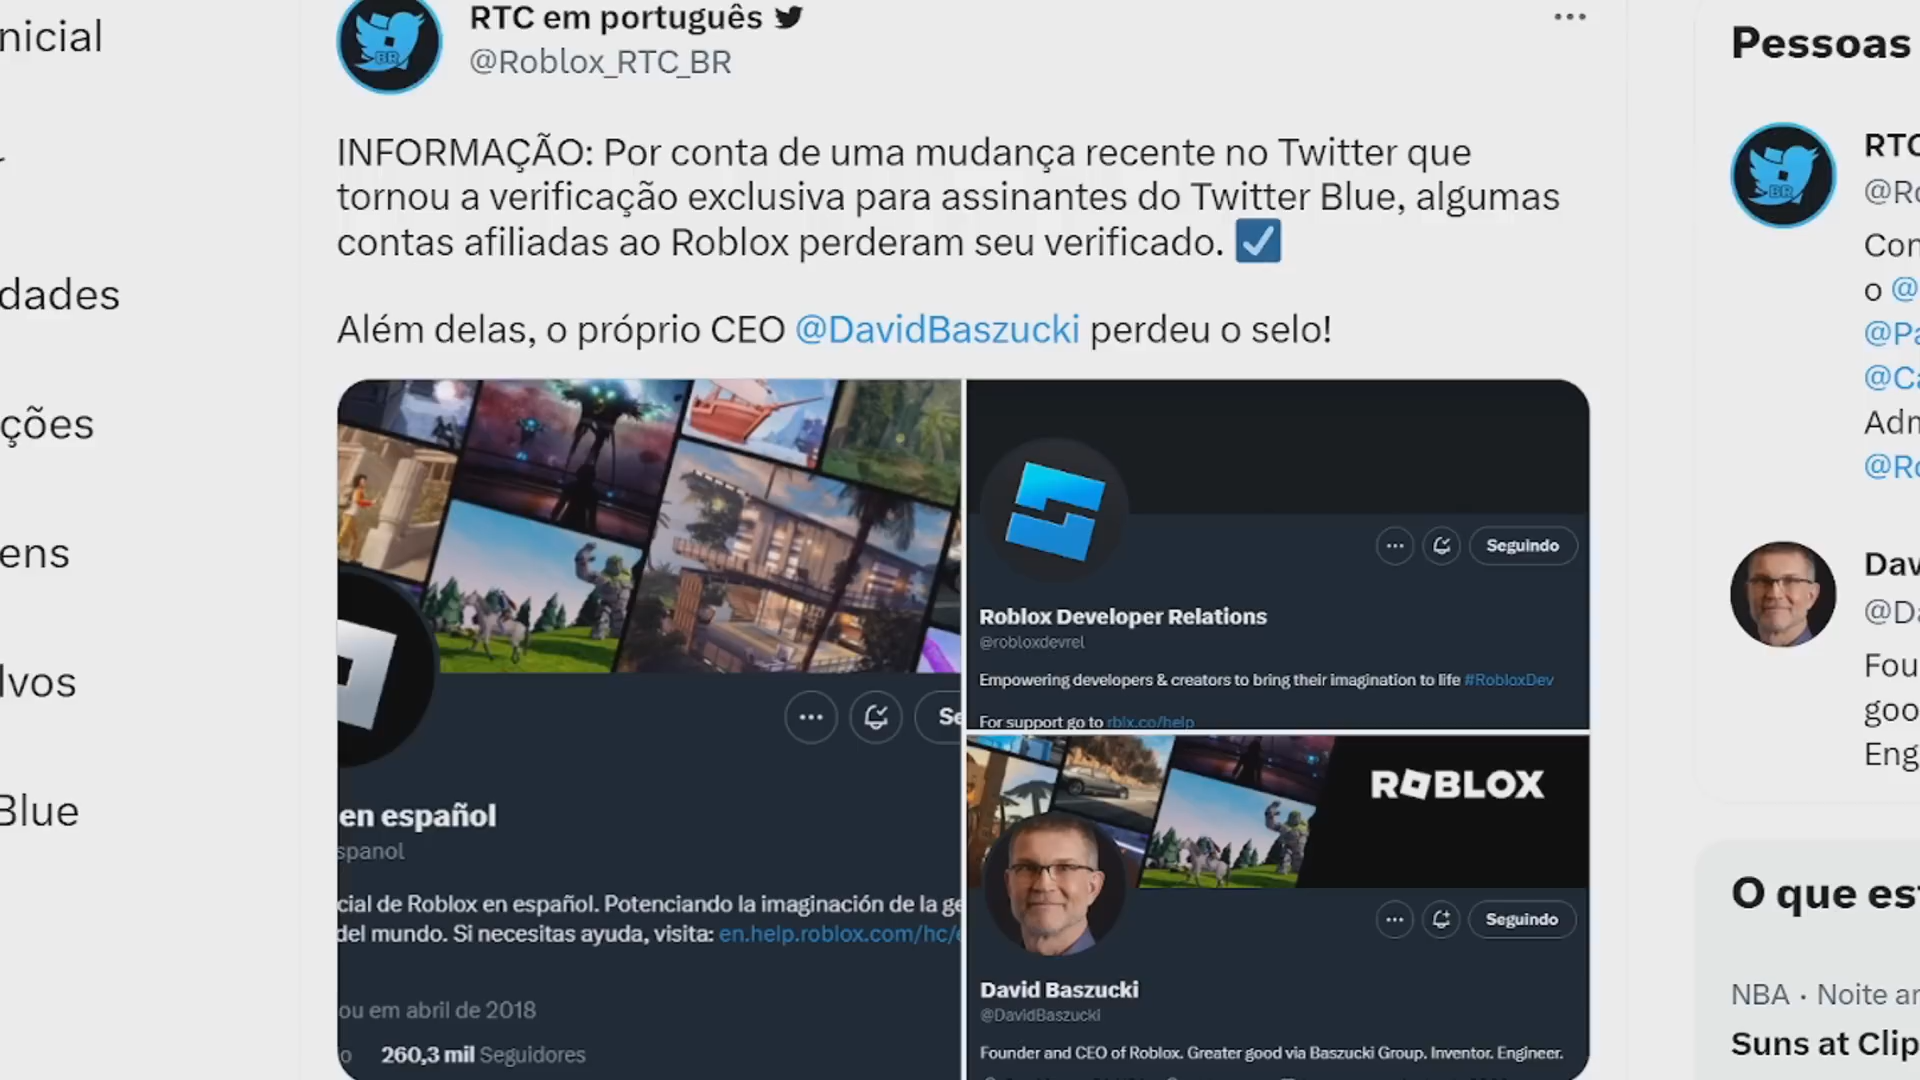 nicial
dades
ções
ens
lvos
Blue
RTC em português
@Roblox_RTC_BR
INFORMAÇÃO: Por conta de uma mudança recente no Twitter que
tornou a verificação exclusiva para assinantes do Twitter Blue, algumas
contas afiliadas ao Roblox perderam seu verificado. ☑️
Além delas, o próprio CEO @DavidBaszucki perdeu o selo!
Se
en español
spanol
cial de Roblox en español. Potenciando la imaginación de la ge
del mundo. Si necesitas ayuda, visita: en.help.roblox.com/hc/e
ou em abril de 2018
o 260,3 mil Seguidores
Seguindo
Roblox Developer Relations
@robloxdevrel
Empowering developers & creators to bring their imagination to life #RobloxDev
For support go to rblx.co/help
ROBLOX
Seguindo
David Baszucki
@DavidBaszucki
Founder and CEO of Roblox. Greater good via Baszucki Group. Inventor. Engineer.
Pessoas
RTC
@Ro
Con
o @
@Pa
@Ca
Adm
@Ro
Dav
@Da
Fou
goo
Eng
O que es
NBA · Noite an
Suns at Clip